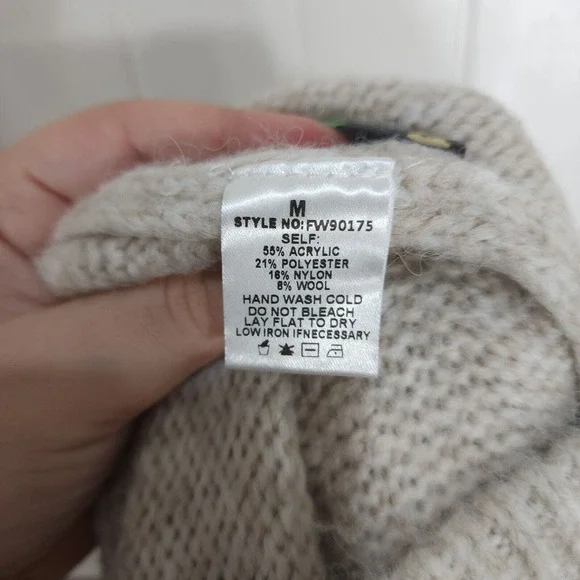 M
STYLE NO:FW90175
SELF:
55% ACRYLIC
21% POLYESTER
16% NYLON
8% WOOL
HAND WASH COLD
DO NOT BLEACH
LAY FLAT TO DRY
LOW IRON IFNECESSARY